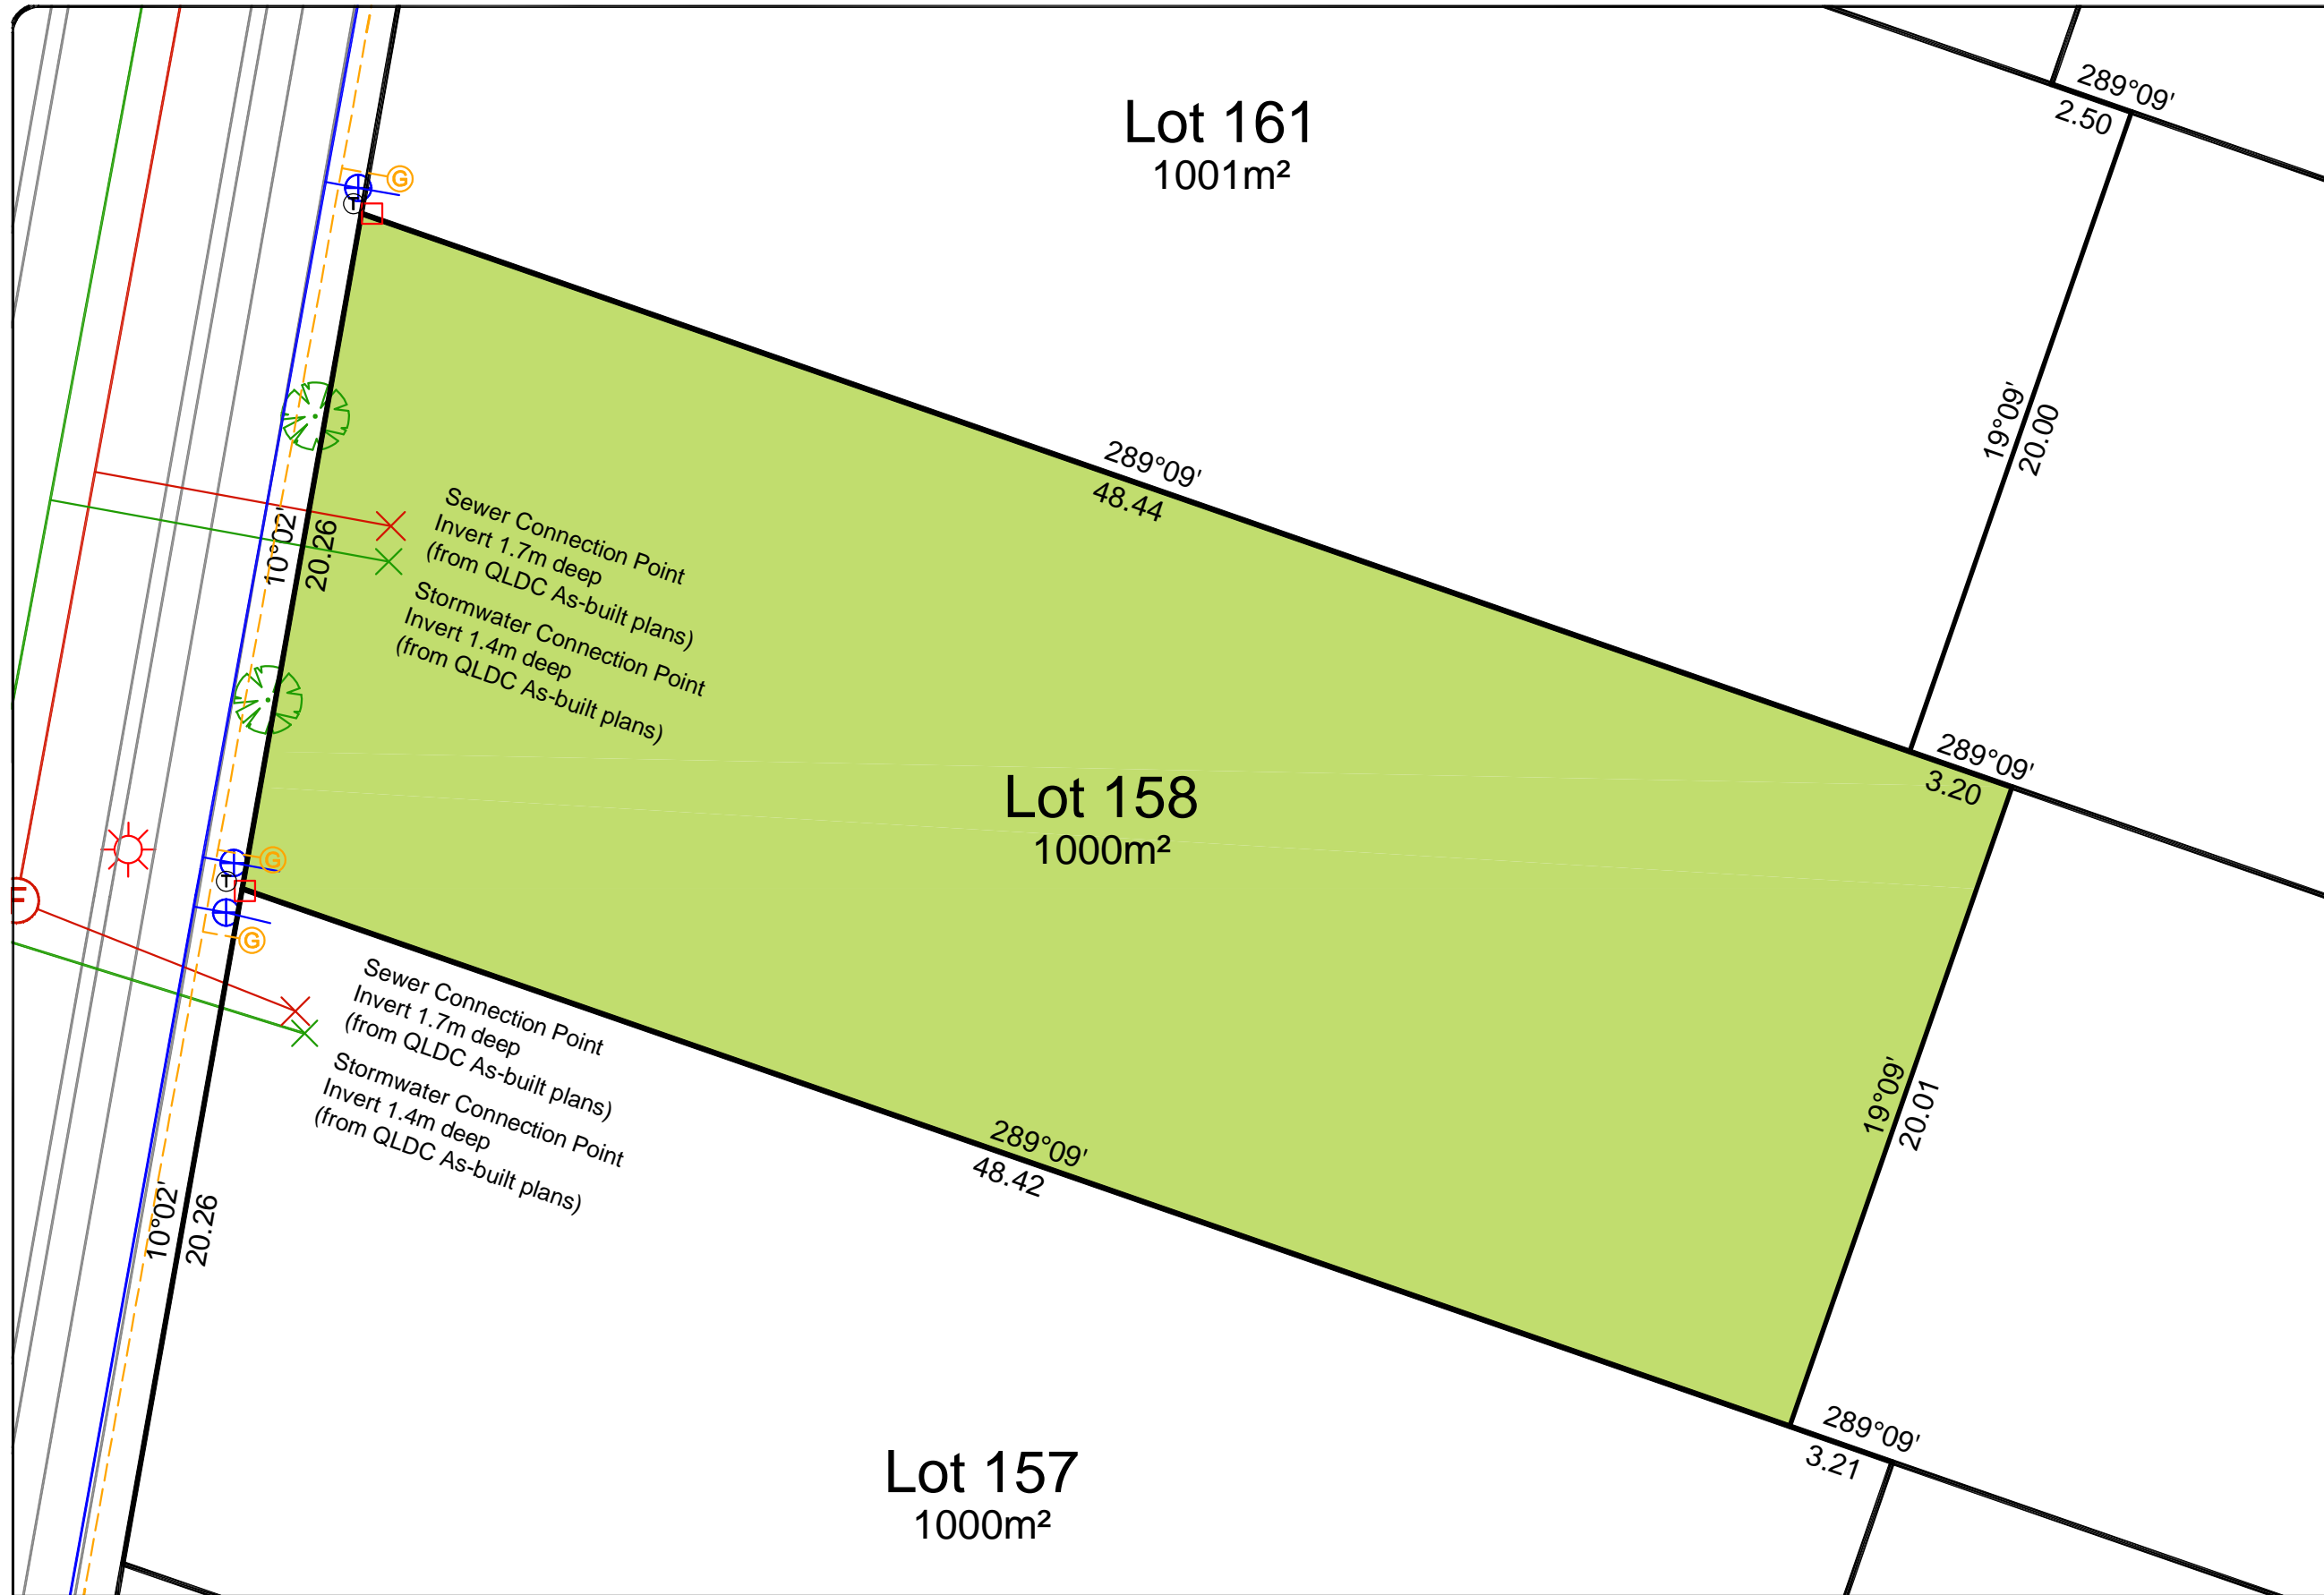 289°09'
2.50
Lot 161
1001m²
G
T
19°09'
20.00
289°09'
48.44
10°02'
20.26
Sewer Connection Point
Invert 1.7m deep
(from QLDC As-built plans)
Stormwater Connection Point
Invert 1.4m deep
(from QLDC As-built plans)
289°09'
3.20
Lot 158
1000m²
G
T
F
G
Sewer Connection Point
Invert 1.7m deep
(from QLDC As-built plans)
Stormwater Connection Point
Invert 1.4m deep
(from QLDC As-built plans)
19°09'
20.01
289°09'
48.42
10°02'
20.26
289°09'
3.21
Lot 157
1000m²